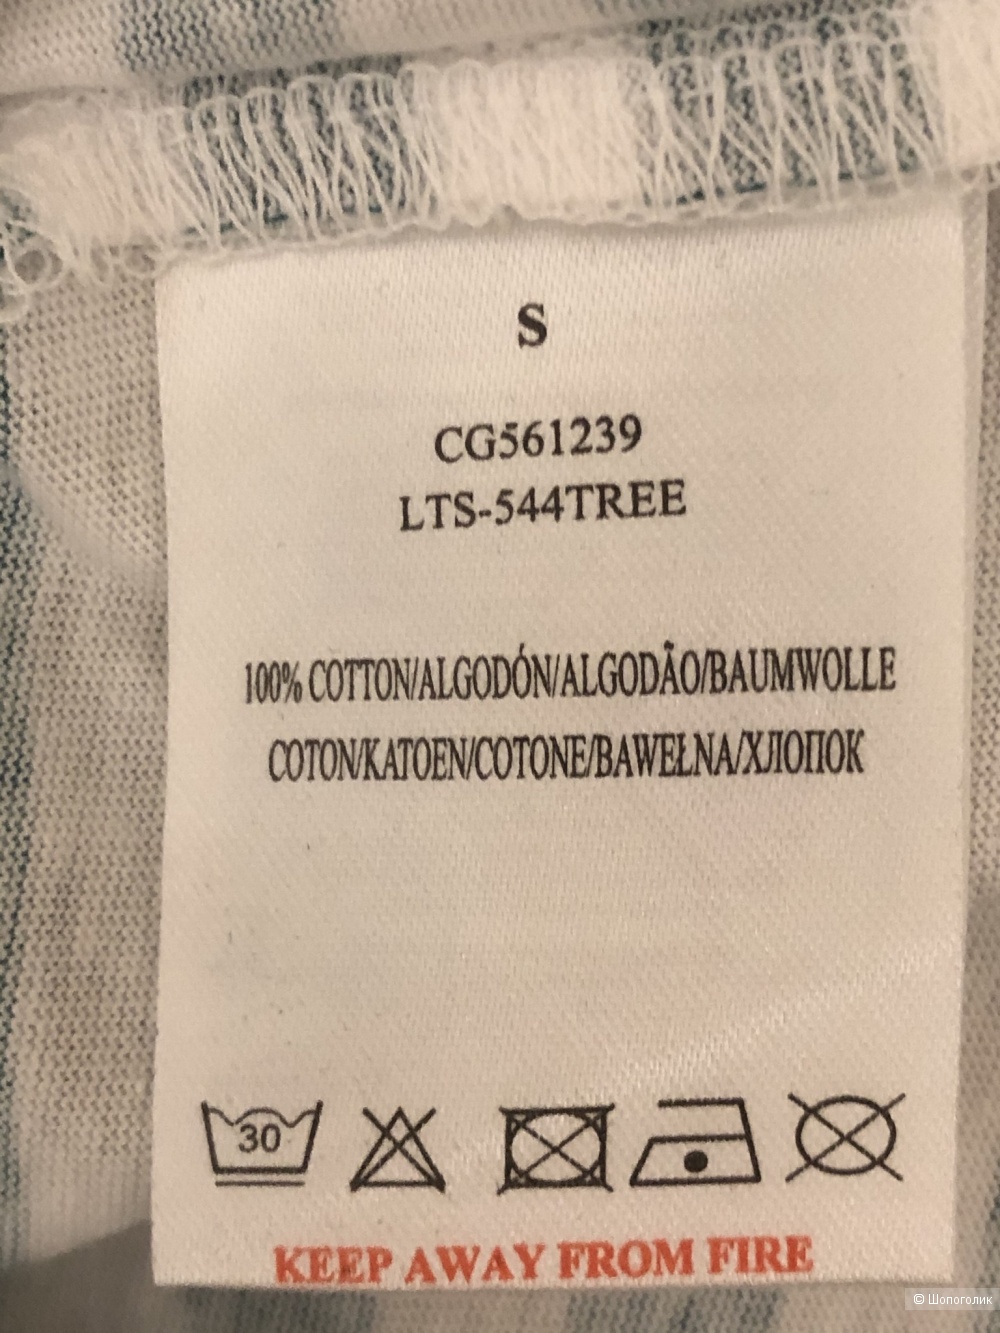 S
CG561239
LTS-544TREE
100% COTTON/ALGODÓN/ALGODÃO/BAUMWOLLE
COTON/KATOEN/COTONE/BAWEŁNA/ХЛОПОК
30
KEEP AWAY FROM FIRE
© Шопоголик